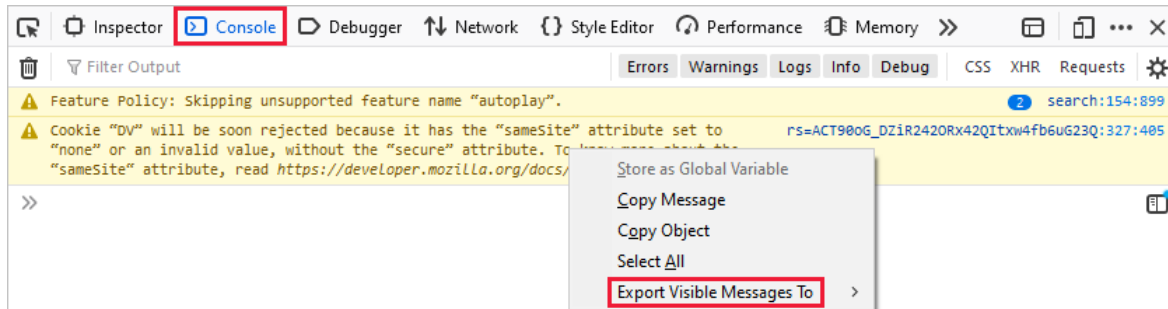 Inspector Console Debugger Network Style Editor Performance Memory
Filter Output Errors Warnings Logs Info Debug CSS XHR Requests
Feature Policy: Skipping unsupported feature name “autoplay”. 2 search:154:899
Cookie “DV” will be soon rejected because it has the “sameSite” attribute set to rs=ACT90oG_DZiR242ORx42QItxw4fb6uG23Q:327:405
“none” or an invalid value, without the “secure” attribute. To know more about the
“sameSite” attribute, read https://developer.mozilla.org/docs/
Store as Global Variable
Copy Message
Copy Object
Select All
Export Visible Messages To